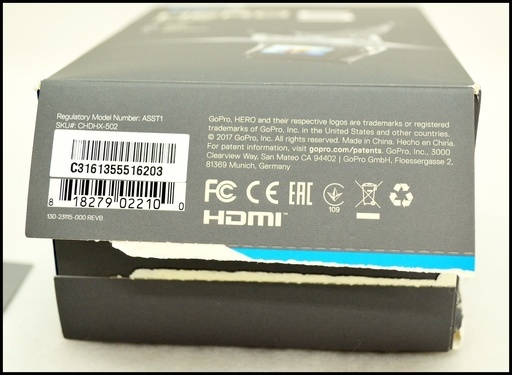 Regulatory Model Number: ASST1
SKU#: CHDHX-502
C3161355516203
8 18279 02210 0
130-23115-000 REVB
GoPro, HERO and their respective logos are trademarks or registered
trademarks of GoPro, Inc. in the United States and other countries.
© 2017 GoPro, Inc. All rights reserved. Made in China. Hecho en China.
For patent information, visit gopro.com/patents. GoPro, Inc., 3000
Clearview Way, San Mateo CA 94402 | GoPro GmbH, Floessergasse 2,
81369 Munich, Germany
FC CE EAC 109
HDMI™